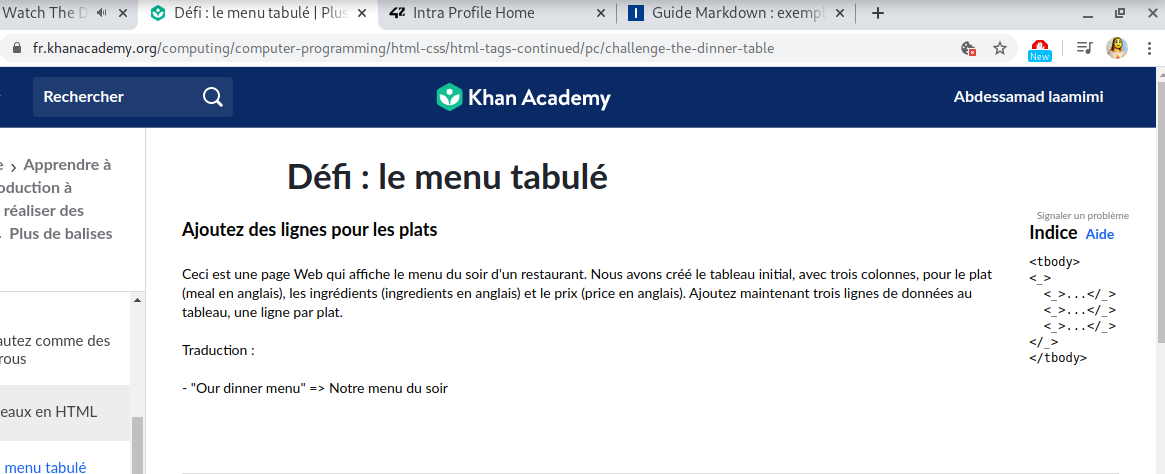 Watch The D
Défi : le menu tabulé | Plus
Intra Profile Home
Guide Markdown : exempl
fr.khanacademy.org/computing/computer-programming/html-css/html-tags-continued/pc/challenge-the-dinner-table
New
Rechercher
Khan Academy
Abdessamad laamimi
e > Apprendre à
oduction à
réaliser des
. Plus de balises
autez comme des
rous
eaux en HTML
menu tabulé
Défi : le menu tabulé
Ajoutez des lignes pour les plats
Ceci est une page Web qui affiche le menu du soir d'un restaurant. Nous avons créé le tableau initial, avec trois colonnes, pour le plat
(meal en anglais), les ingrédients (ingredients en anglais) et le prix (price en anglais). Ajoutez maintenant trois lignes de données au
tableau, une ligne par plat.
Traduction :
- "Our dinner menu" => Notre menu du soir
Signaler un problème
Indice Aide
<tbody>
<_>
<_>...</_>
<_>...</_>
<_>...</_>
</_>
</tbody>